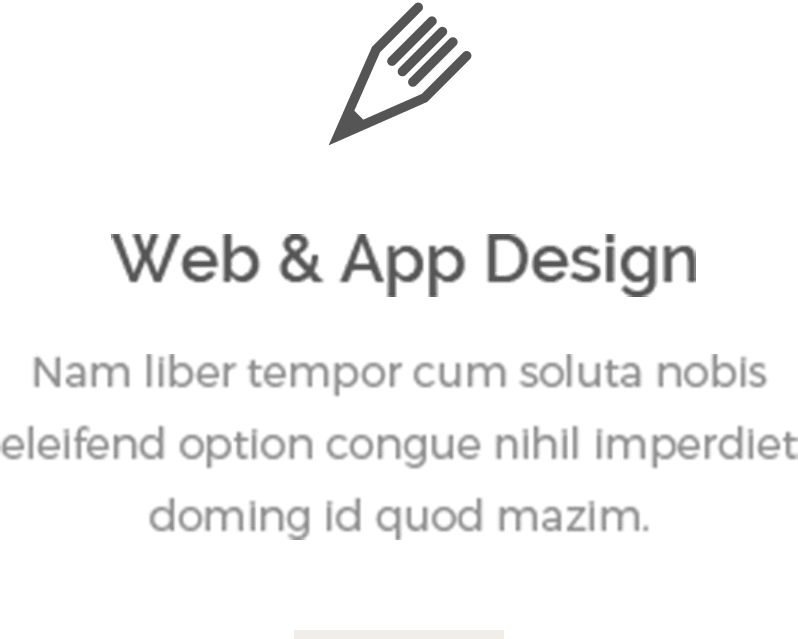 Web & App Design
Nam liber tempor cum soluta nobis
eleifend option congue nihil imperdiet
doming id quod mazim.